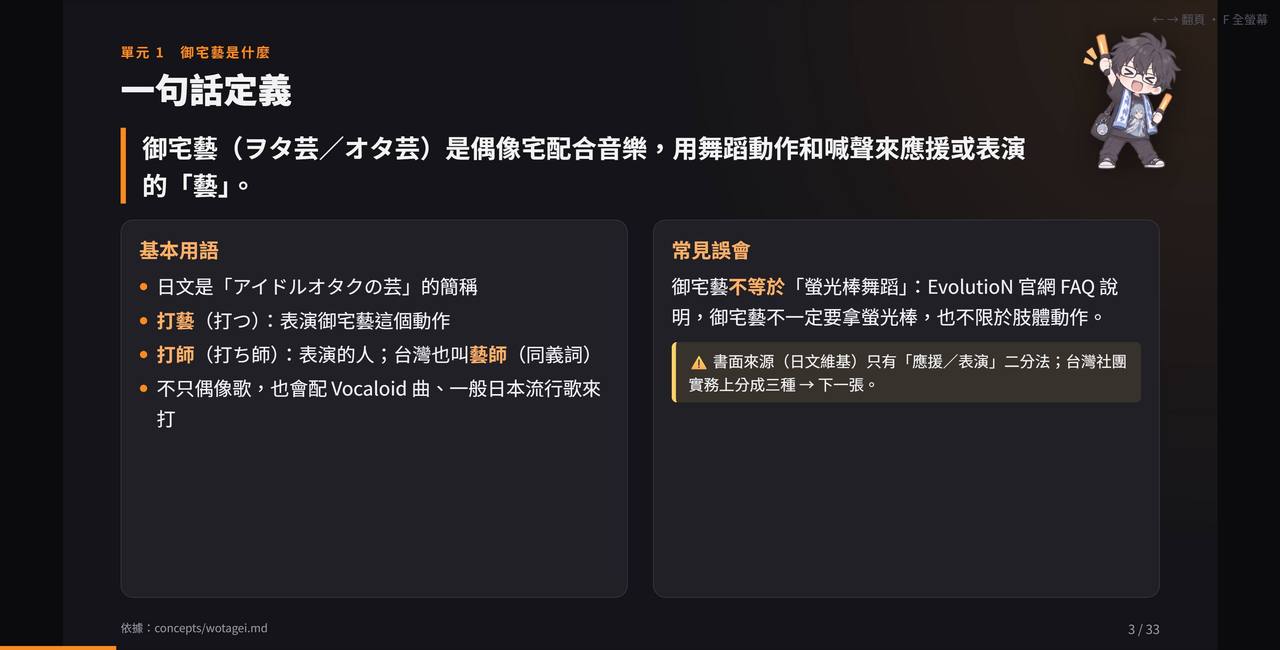 ← → 翻頁 · F 全螢幕
單元 1 御宅藝是什麼
一句話定義
御宅藝（ヲタ芸／オタ芸）是偶像宅配合音樂，用舞蹈動作和喊聲來應援或表演
的「藝」。
基本用語
• 日文是「アイドルオタクの芸」的簡稱
• 打藝（打つ）：表演御宅藝這個動作
• 打師（打ち師）：表演的人；台灣也叫藝師（同義詞）
• 不只偶像歌，也會配 Vocaloid 曲、一般日本流行歌來
打
常見誤會
御宅藝不等於「螢光棒舞蹈」：EvolutioN 官網 FAQ 說
明，御宅藝不一定要拿螢光棒，也不限於肢體動作。
⚠ 書面來源（日文維基）只有「應援／表演」二分法；台灣社團
實務上分成三種 → 下一張。
依據：concepts/wotagei.md
3 / 33